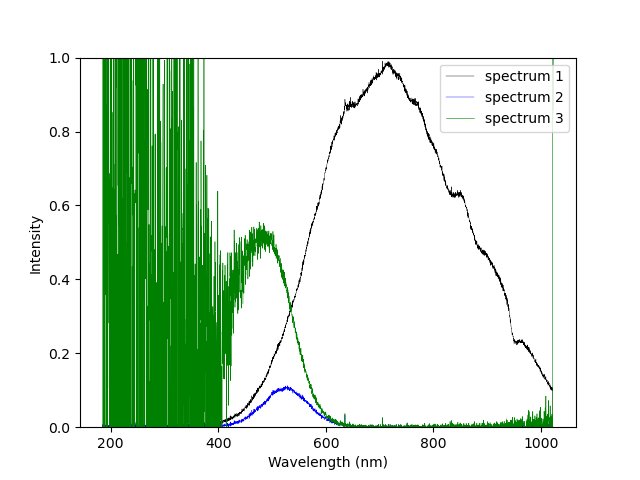 1.0
0.8
0.6
0.4
0.2
0.0
Intensity
spectrum 1
spectrum 2
spectrum 3
200 400 600 800 1000
Wavelength (nm)